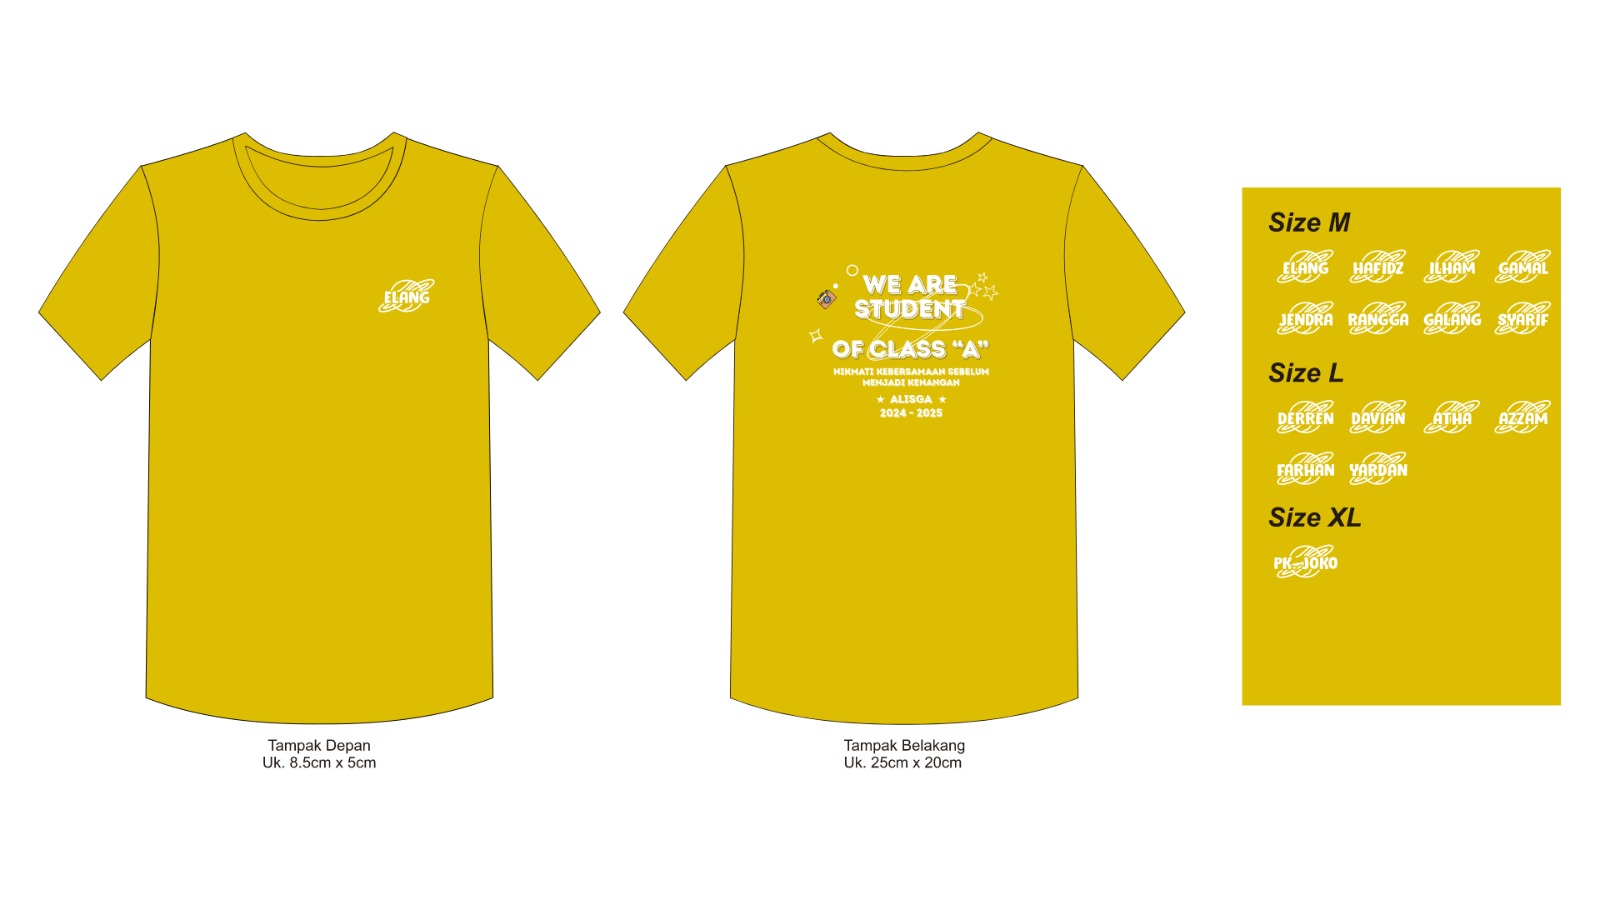 ELANG
Tampak Depan
Uk. 8.5cm x 5cm
WE ARE
STUDENT
OF CLASS “A”
NIKMATI KEBERSAMAAN SEBELUM
MENJADI KENANGAN
★ ALISGA ★
2024 - 2025
Tampak Belakang
Uk. 25cm x 20cm
Size M
ELANG HAFIDZ ILHAM GAMAL
JENDRA RANGGA GALANG SYARIF
Size L
DERREN DAVIAN ATHA AZZAM
FARHAN YARDAN
Size XL
PK_JOKO